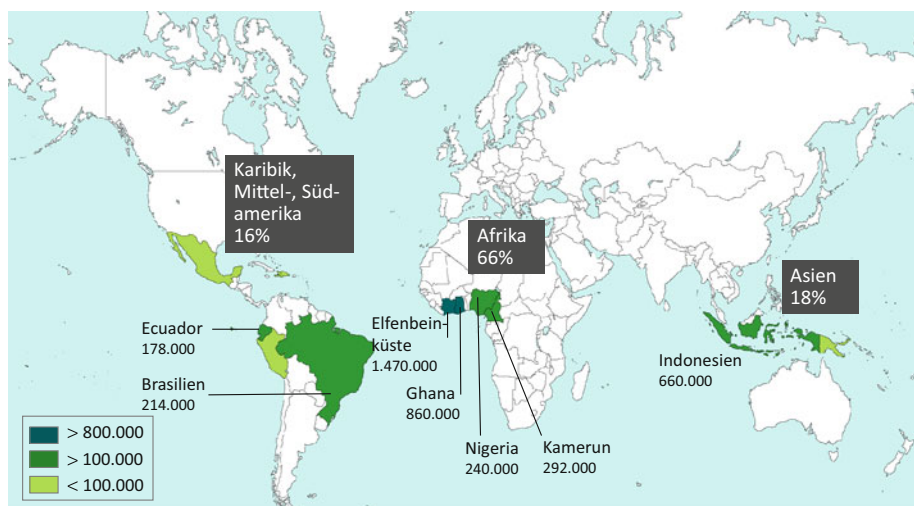 Karibik,
Mittel-, Süd-
amerika
16%
Afrika
66%
Asien
18%
Ecuador
178.000
Brasilien
214.000
Elfenbein-
küste
1.470.000
Ghana
860.000
Nigeria
240.000
Kamerun
292.000
Indonesien
660.000
> 800.000
> 100.000
< 100.000